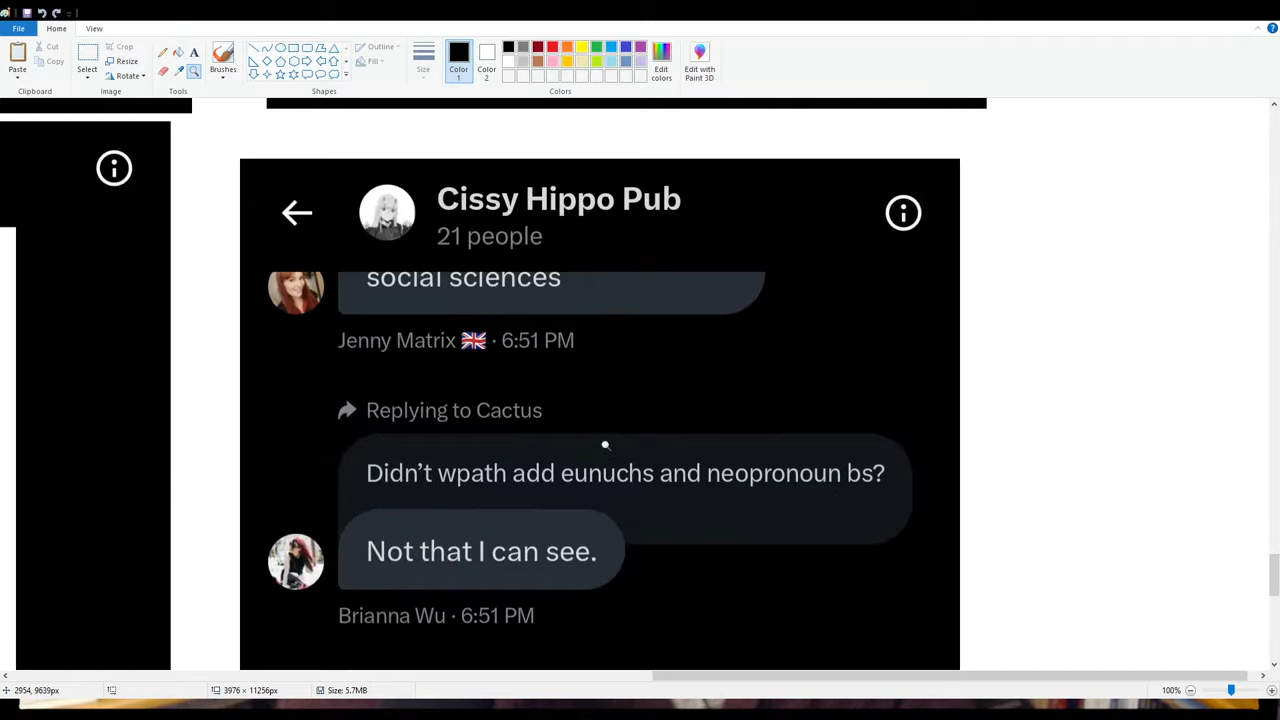 File Home View
Paste
Cut
Copy
Select
Crop
Resize
Rotate
A
Brushes
Outline
Fill
Size
Color 1
Color 2
Edit colors
Edit with Paint 3D
Clipboard Image Tools Shapes Colors
Cissy Hippo Pub
21 people
social sciences
Jenny Matrix 🇬🇧 · 6:51 PM
Replying to Cactus
Didn’t wpath add eunuchs and neopronoun bs?
Not that I can see.
Brianna Wu · 6:51 PM
2954, 9639px 3976 × 11256px Size: 5.7MB 100%